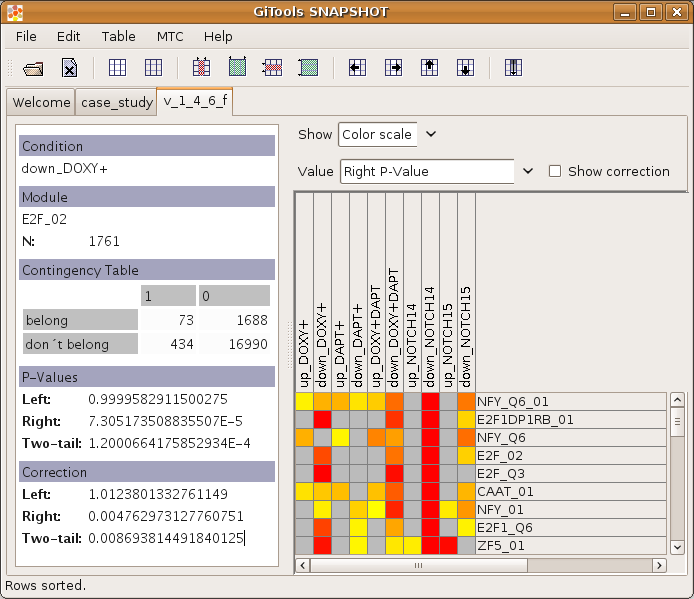 GiTools SNAPSHOT
File Edit Table MTC Help
Welcome case_study v_1_4_6_f
Condition
down_DOXY+
Module
E2F_02
N: 1761
Contingency Table
1 0
belong 73 1688
don´t belong 434 16990
P-Values
Left: 0.9999582911500275
Right: 7.305173508835507E-5
Two-tail: 1.2000664175852934E-4
Correction
Left: 1.0123801332761149
Right: 0.004762973127760751
Two-tail: 0.008693814491840125
Show Color scale
Value Right P-Value Show correction
up_DOXY+
down_DOXY+
up_DAPT+
down_DAPT+
up_DOXY+DAPT
down_DOXY+DAPT
up_NOTCH14
down_NOTCH14
up_NOTCH15
down_NOTCH15
NFY_Q6_01
E2F1DP1RB_01
NFY_Q6
E2F_02
E2F_Q3
CAAT_01
NFY_01
E2F1_Q6
ZF5_01
Rows sorted.